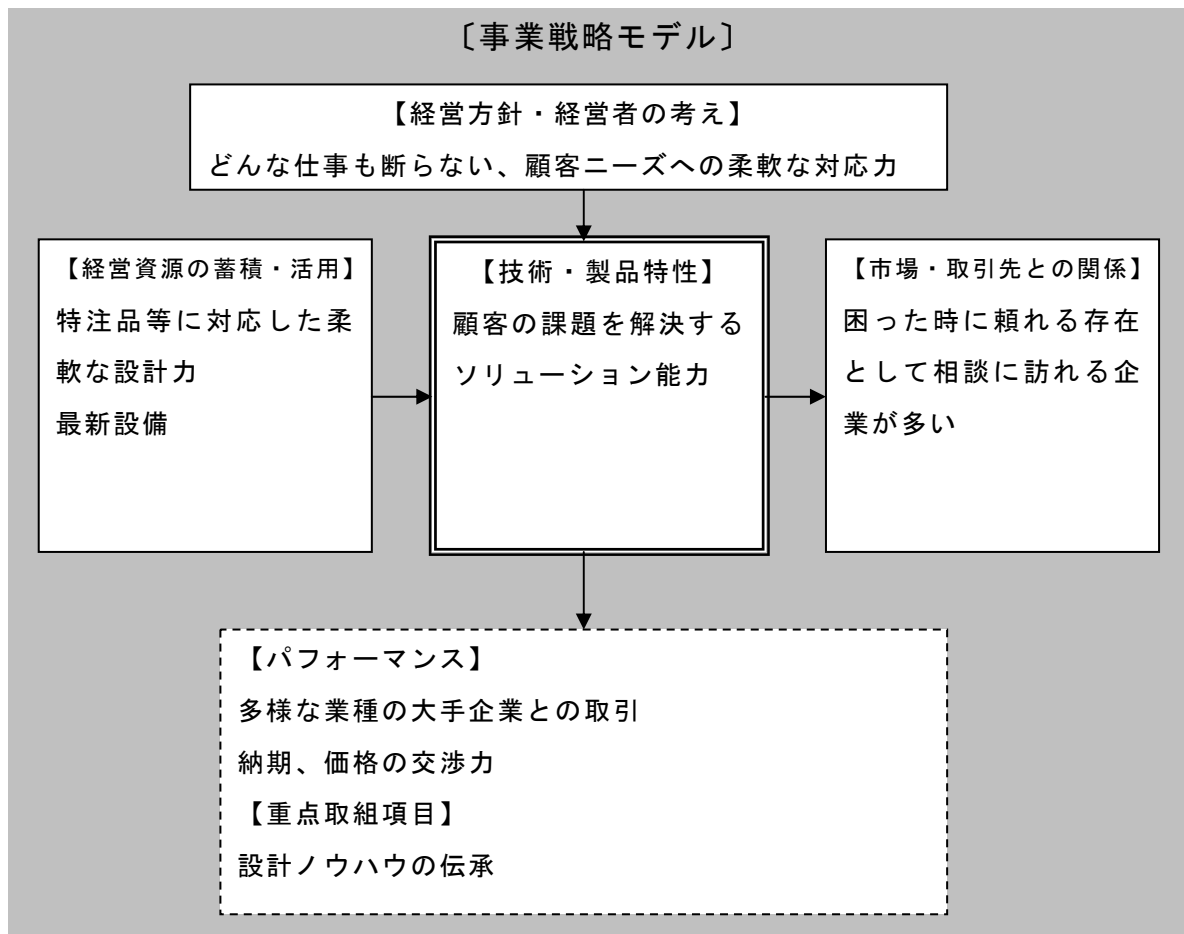 〔事業戦略モデル〕
【経営方針・経営者の考え】
どんな仕事も断らない、顧客ニーズへの柔軟な対応力
【経営資源の蓄積・活用】
特注品等に対応した柔
軟な設計力
最新設備
【技術・製品特性】
顧客の課題を解決する
ソリューション能力
【市場・取引先との関係】
困った時に頼れる存在
として相談に訪れる企
業が多い
【パフォーマンス】
多様な業種の大手企業との取引
納期、価格の交渉力
【重点取組項目】
設計ノウハウの伝承